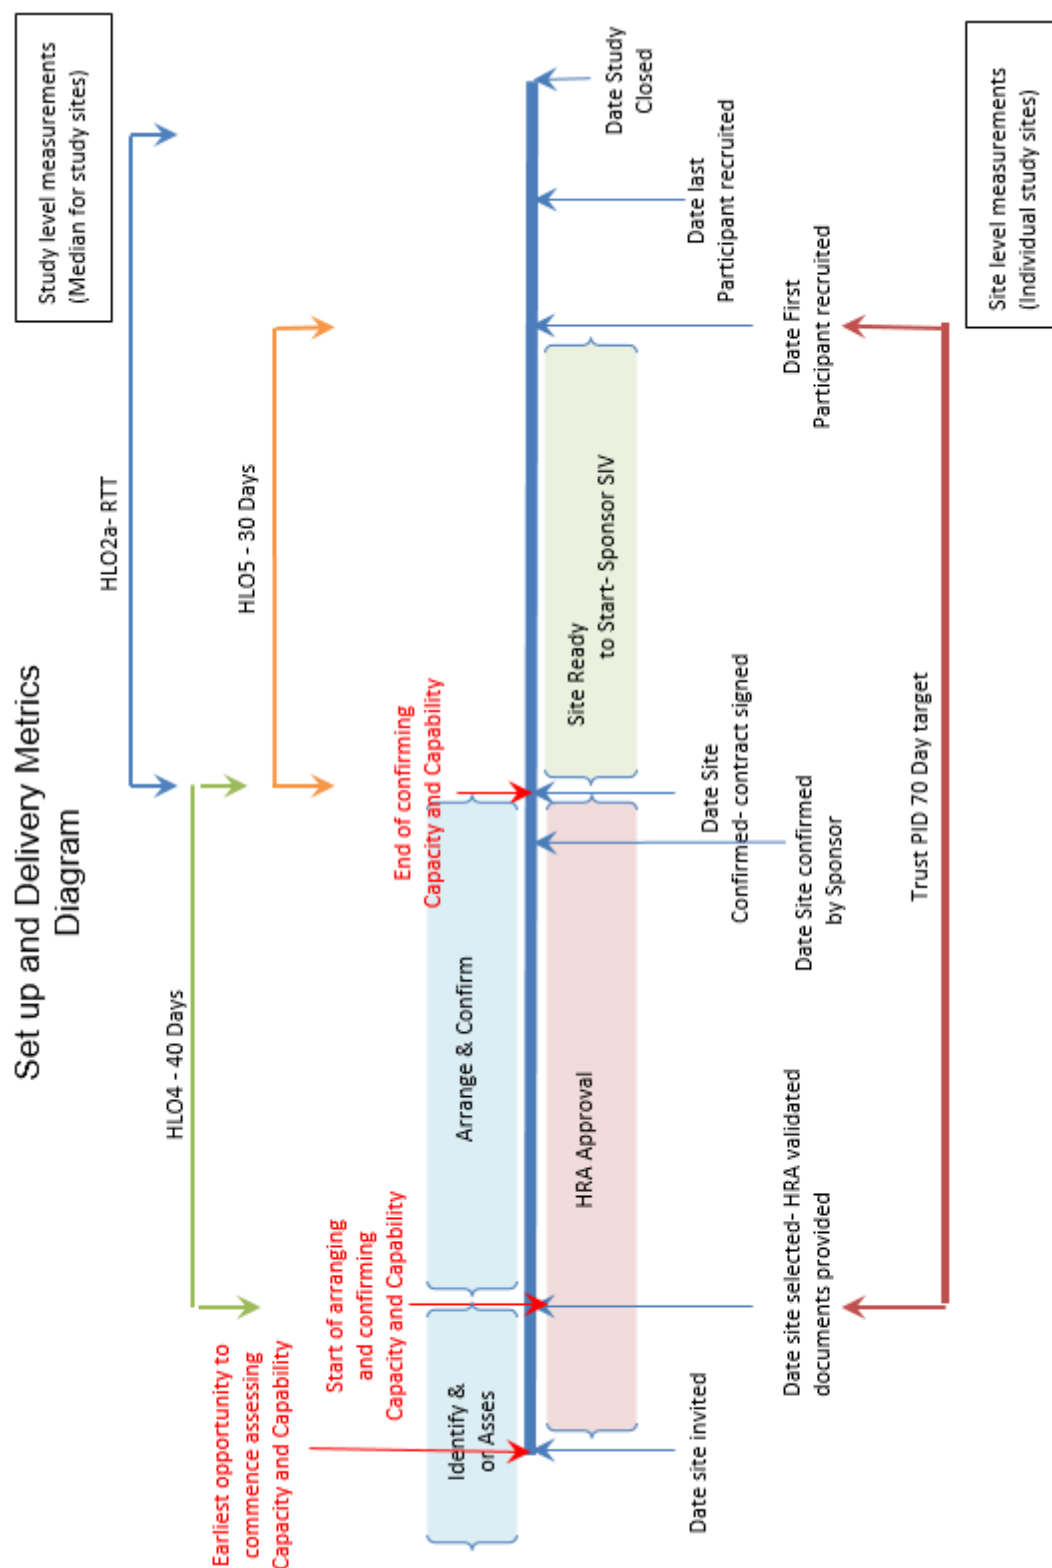 Set up and Delivery Metrics
Diagram
Study level measurements
(Median for study sites)
HLO2a- RTT
HLO4 - 40 Days
HLO5 - 30 Days
Earliest opportunity to
commence assessing
Capacity and Capability
Start of arranging
and confirming
Capacity and Capability
End of confirming
Capacity and Capability
Identify &
or Asses
Arrange & Confirm
HRA Approval
Site Ready
to Start- Sponsor SIV
Date site invited
Date site selected- HRA validated
documents provided
Date Site confirmed
by Sponsor
Date Site
Confirmed- contract signed
Date First
Participant recruited
Date last
Participant recruited
Date Study
Closed
Trust PID 70 Day target
Site level measurements
(Individual study sites)